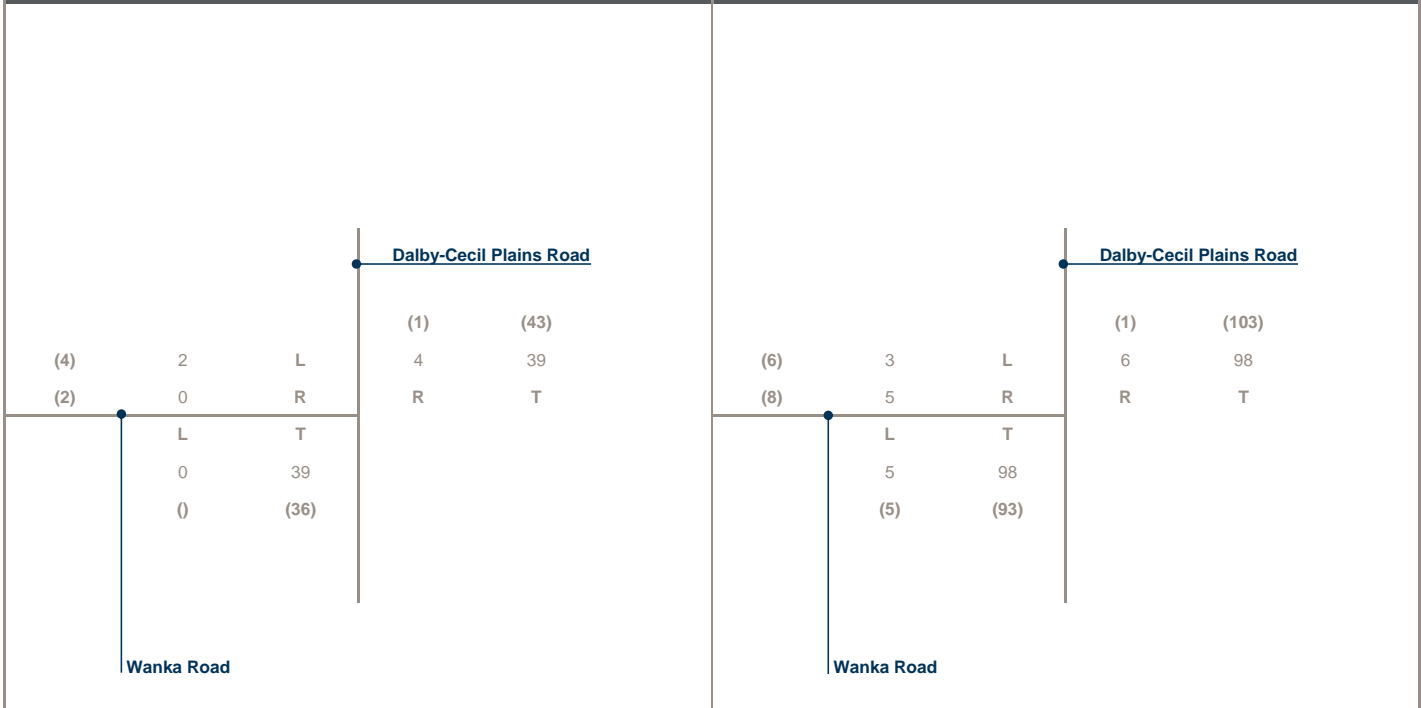 Dalby-Cecil Plains Road
(1) (43)
(4) 2 L 4 39
(2) 0 R R T
L T
0 39
() (36)
Wanka Road
Dalby-Cecil Plains Road
(1) (103)
(6) 3 L 6 98
(8) 5 R R T
L T
5 98
(5) (93)
Wanka Road